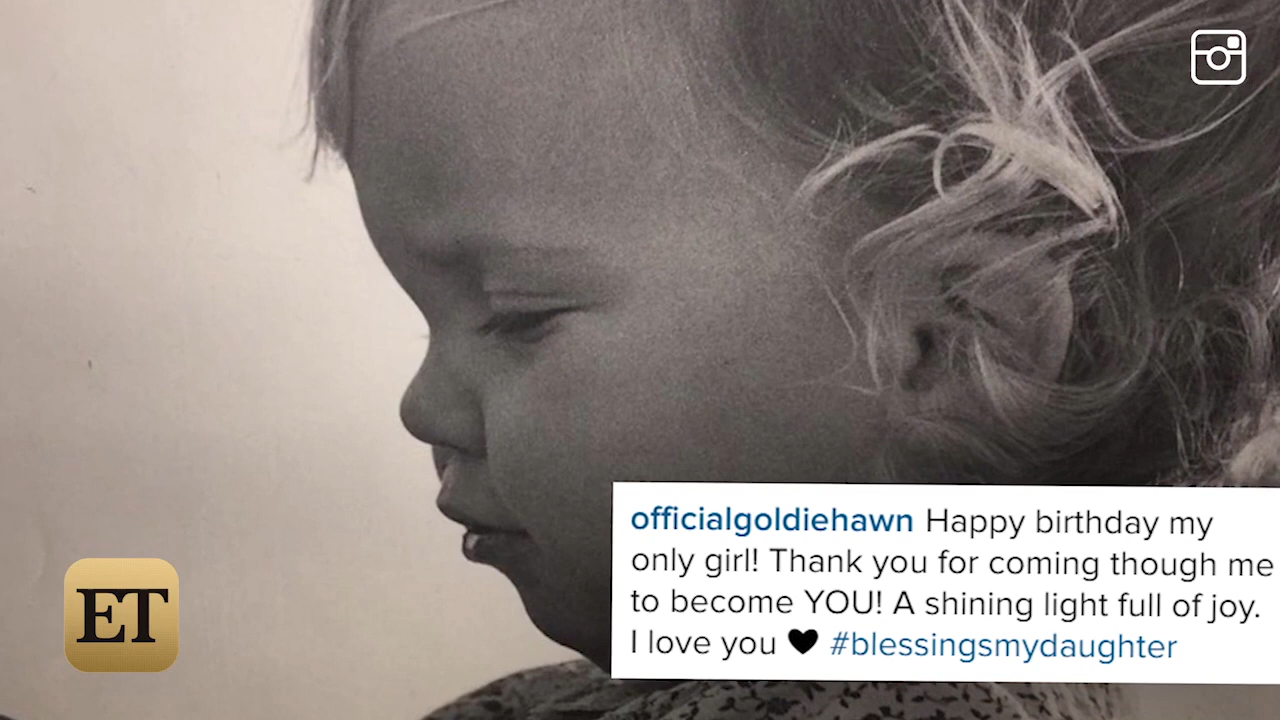 officialgoldiehawn Happy birthday my
only girl! Thank you for coming though me
to become YOU! A shining light full of joy.
I love you 🖤 #blessingsmydaughter
ET